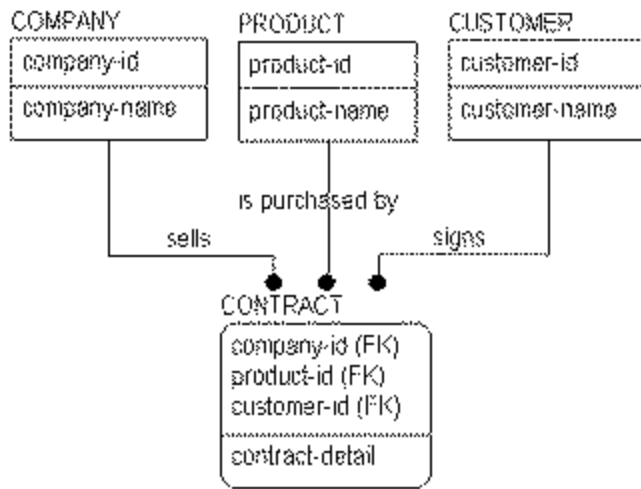 COMPANY
company-id
company-name
PRODUCT
product-id
product-name
CUSTOMER
customer-id
customer-name
is purchased by
sells
signs
CONTRACT
company-id (FK)
product-id (FK)
customer-id (FK)
contract-detail